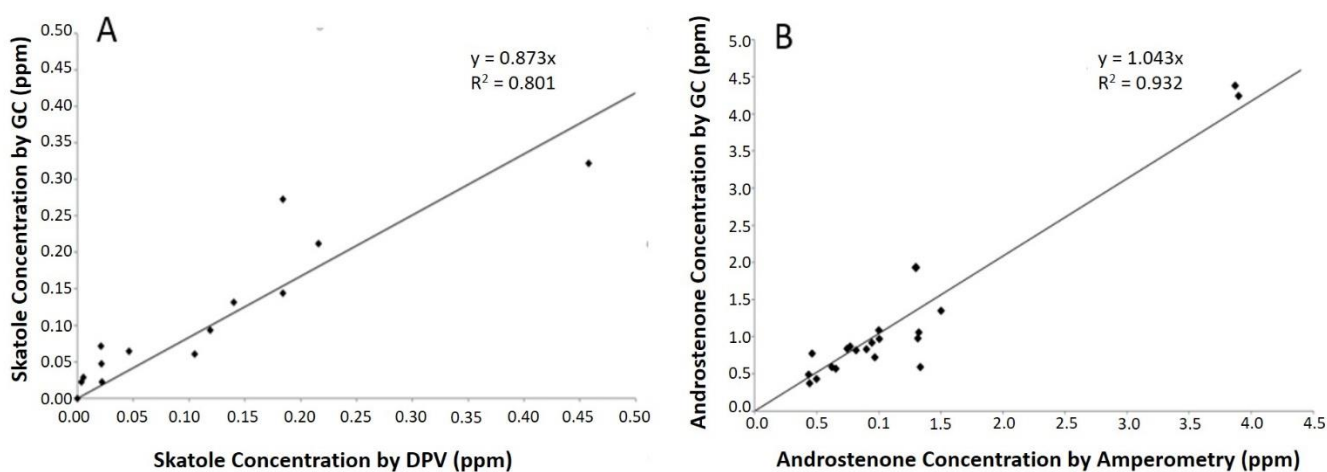 A
y = 0.873x
R² = 0.801
Skatole Concentration by GC (ppm)
0.50
0.45
0.40
0.35
0.30
0.25
0.20
0.15
0.10
0.05
0.00
0.00 0.05 0.10 0.15 0.20 0.25 0.30 0.35 0.40 0.45 0.50
Skatole Concentration by DPV (ppm)
B
y = 1.043x
R² = 0.932
Androstenone Concentration by GC (ppm)
5.0
4.5
4.0
3.5
3.0
2.5
2.0
1.5
1.0
0.5
0.0
0.0 0.5 0.1 1.5 2.0 2.5 3.0 3.5 4.0 4.5
Androstenone Concentration by Amperometry (ppm)